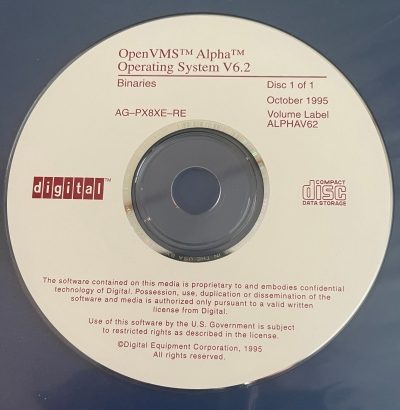 OpenVMS™ Alpha™
Operating System V6.2
Binaries
Disc 1 of 1
October 1995
AG–PX8XE–RE
Volume Label
ALPHAV62
digital™
COMPACT
disc
DATA STORAGE
IN THE USA
The software contained on this media is proprietary to and embodies confidential
technology of Digital. Possession, use, duplication or dissemination of the
software and media is authorized only pursuant to a valid written
license from Digital.
Use of this software by the U.S. Government is subject
to restricted rights as described in the license.
©Digital Equipment Corporation, 1995
All rights reserved.